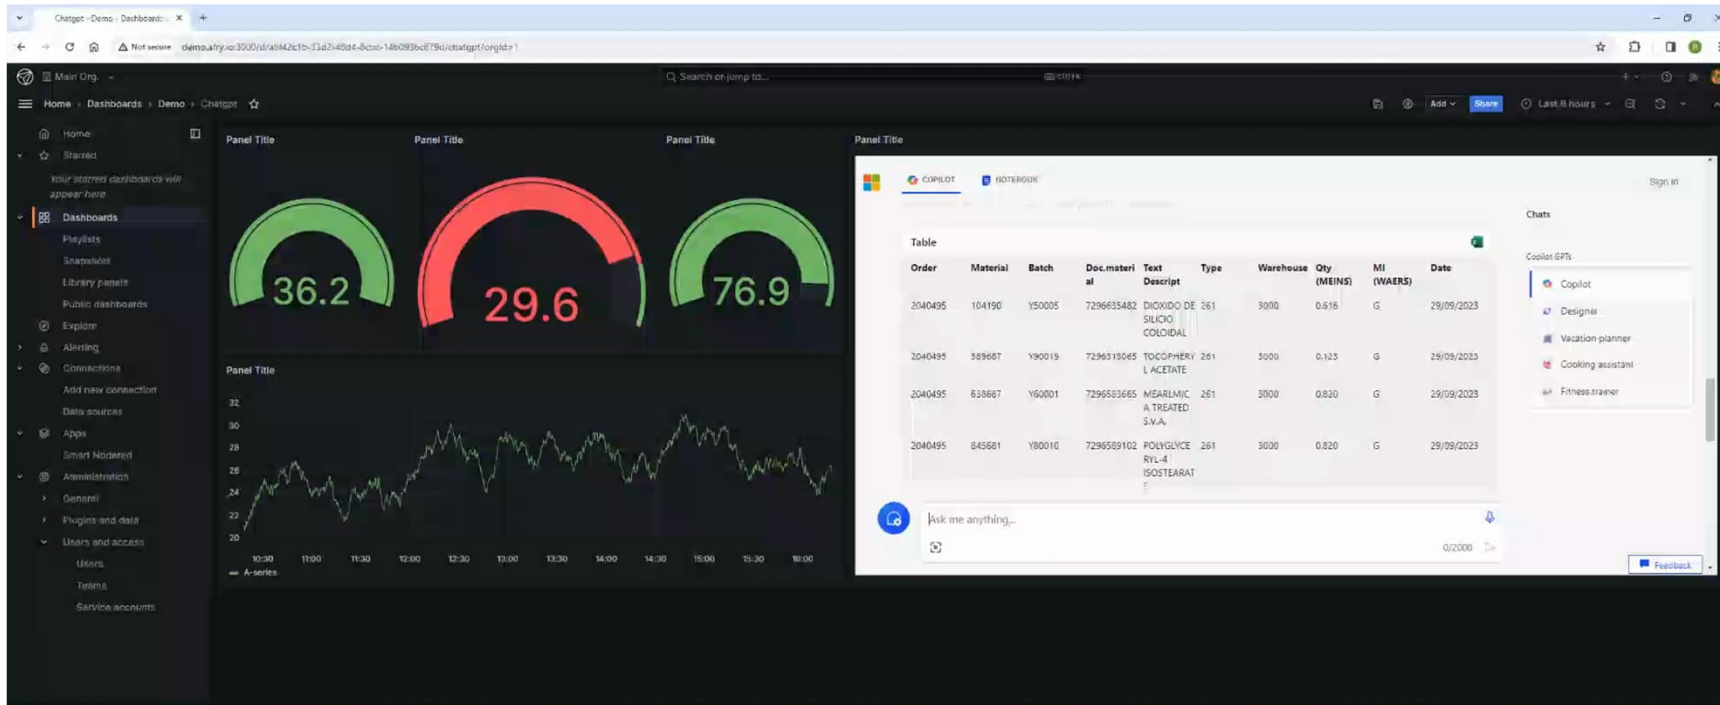 Chatgpt - Demo - Dashboards
Not secure
Main Org.
Search or jump to...
ctrl+k
Home
Dashboards
Demo
Chatgpt
Add
Share
Last 6 hours
Home
Starred
Your starred dashboards will
appear here
Dashboards
Playlists
Snapshots
Library panels
Public dashboards
Explore
Alerting
Connections
Add new connection
Data sources
Apps
Smart Nodered
Administration
General
Plugins and data
Users and access
Users
Teams
Service accounts
Panel Title
36.2
Panel Title
29.6
Panel Title
76.9
Panel Title
32
30
28
26
24
22
20
10:30 11:00 11:30 12:00 12:30 13:00 13:30 14:00 14:30 15:00 15:30 16:00
A-series
Panel Title
COPILOT
NOTEBOOK
Sign in
Table
Order Material Batch Doc.materi Text Type Warehouse Qty MI Date
al Descript (MEINS) (WAERS)
2040495 104190 Y50005 7296635482 DIOXIDO DE 261 3000 0.616 G 29/09/2023
SILICIO
COLOIDAL
2040495 589687 Y90019 7296313065 TOCOPHERY 261 3000 0.123 G 29/09/2023
L ACETATE
2040495 638687 Y60001 7296583665 MEARLMIC 261 3000 0.820 G 29/09/2023
A TREATED
S.V.A.
2040495 845681 Y80010 7296589102 POLYGLYCE 261 3000 0.820 G 29/09/2023
RYL-4
ISOSTEARAT
Ask me anything...
0/2000
Chats
Copilot GPTs
Copilot
Designer
Vacation planner
Cooking assistant
Fitness trainer
Feedback